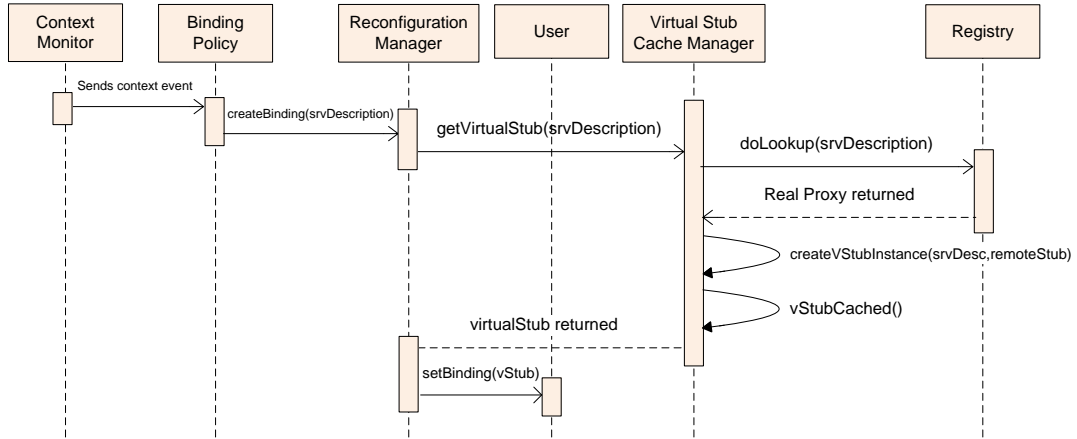 Context
Monitor
Binding
Policy
Reconfiguration
Manager
User
Virtual Stub
Cache Manager
Registry
Sends context event
createBinding(srvDescription)
getVirtualStub(srvDescription)
doLookup(srvDescription)
Real Proxy returned
createVStubInstance(srvDesc,remoteStub)
vStubCached()
virtualStub returned
setBinding(vStub)